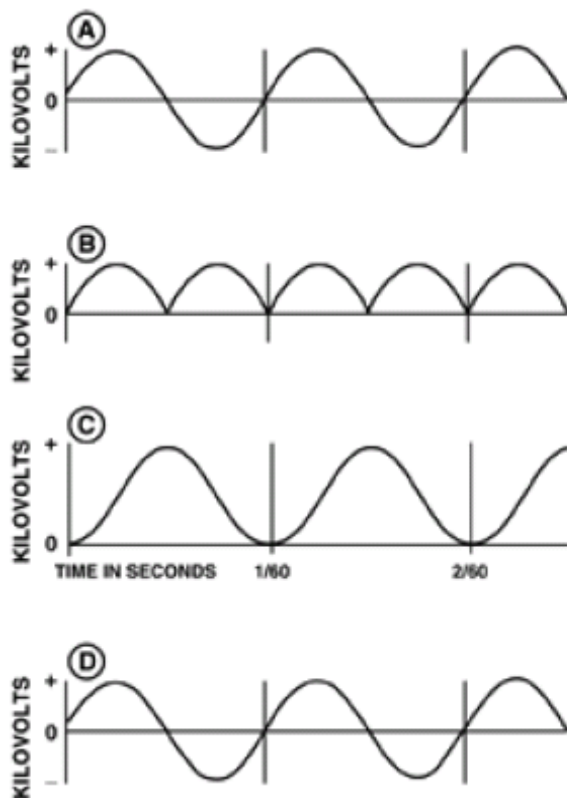 A
KILOVOLTS
+
0
–
B
KILOVOLTS
+
0
C
KILOVOLTS
+
0
TIME IN SECONDS 1/60 2/60
D
KILOVOLTS
+
0
–